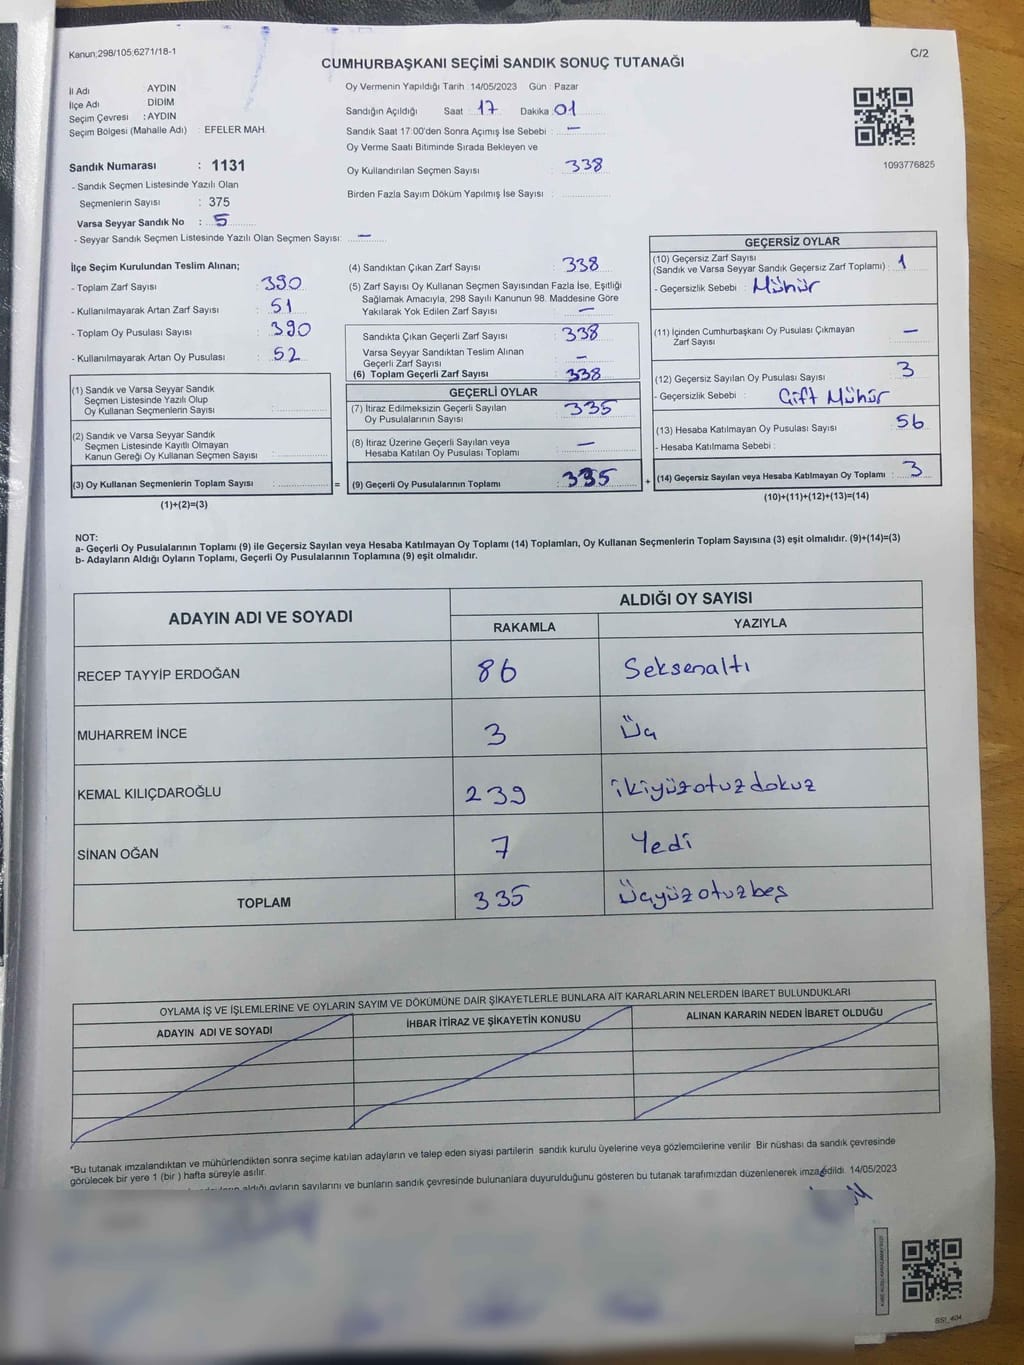 Kanun;298/105;6271/18-1
C/2
CUMHURBAŞKANI SEÇİMİ SANDIK SONUÇ TUTANAĞI
İl Adı AYDIN
İlçe Adı DİDİM
Seçim Çevresi : AYDIN
Seçim Bölgesi (Mahalle Adı) : EFELER MAH.
Sandık Numarası : 1131
- Sandık Seçmen Listesinde Yazılı Olan
Seçmenlerin Sayısı : 375
Varsa Seyyar Sandık No : 5
- Seyyar Sandık Seçmen Listesinde Yazılı Olan Seçmen Sayısı: —
Oy Vermenin Yapıldığı Tarih : 14/05/2023 Gün : Pazar
Sandığın Açıldığı Saat : 17 Dakika : 01
Sandık Saat 17:00'den Sonra Açımış İse Sebebi : —
Oy Verme Saati Bitiminde Sırada Bekleyen ve
Oy Kullandırılan Seçmen Sayısı : 338
Birden Fazla Sayım Döküm Yapılmış İse Sayısı :
1093776825
İlçe Seçim Kurulundan Teslim Alınan;
- Toplam Zarf Sayısı : 390
- Kullanılmayarak Artan Zarf Sayısı : 51
- Toplam Oy Pusulası Sayısı : 390
- Kullanılmayarak Artan Oy Pusulası : 52
(1) Sandık ve Varsa Seyyar Sandık
Seçmen Listesinde Yazılı Olup
Oy Kullanan Seçmenlerin Sayısı :
(2) Sandık ve Varsa Seyyar Sandık
Seçmen Listesinde Kayıtlı Olmayan
Kanun Gereği Oy Kullanan Seçmen Sayısı :
(3) Oy Kullanan Seçmenlerin Toplam Sayısı : =
(1)+(2)=(3)
(4) Sandıktan Çıkan Zarf Sayısı : 338
(5) Zarf Sayısı Oy Kullanan Seçmen Sayısından Fazla İse, Eşitliği
Sağlamak Amacıyla, 298 Sayılı Kanunun 98. Maddesine Göre
Yakılarak Yok Edilen Zarf Sayısı : —
Sandıkta Çıkan Geçerli Zarf Sayısı : 338
Varsa Seyyar Sandıktan Teslim Alınan
Geçerli Zarf Sayısı : —
(6) Toplam Geçerli Zarf Sayısı : 338
GEÇERLİ OYLAR
(7) İtiraz Edilmeksizin Geçerli Sayılan
Oy Pusulalarının Sayısı : 335
(8) İtiraz Üzerine Geçerli Sayılan veya
Hesaba Katılan Oy Pusulası Toplamı : —
(9) Geçerli Oy Pusulalarının Toplamı : 335 +
GEÇERSİZ OYLAR
(10) Geçersiz Zarf Sayısı
(Sandık ve Varsa Seyyar Sandık Geçersiz Zarf Toplamı) : 1
- Geçersizlik Sebebi : Mühür
(11) İçinden Cumhurbaşkanı Oy Pusulası Çıkmayan
Zarf Sayısı : —
(12) Geçersiz Sayılan Oy Pusulası Sayısı : 3
- Geçersizlik Sebebi : Çift Mühür
(13) Hesaba Katılmayan Oy Pusulası Sayısı : 56
- Hesaba Katılmama Sebebi :
(14) Geçersiz Sayılan veya Hesaba Katılmayan Oy Toplamı : 3
(10)+(11)+(12)+(13)=(14)
NOT:
a- Geçerli Oy Pusulalarının Toplamı (9) ile Geçersiz Sayılan veya Hesaba Katılmayan Oy Toplamı (14) Toplamları, Oy Kullanan Seçmenlerin Toplam Sayısına (3) eşit olmalıdır. (9)+(14)=(3)
b- Adayların Aldığı Oyların Toplamı, Geçerli Oy Pusulalarının Toplamına (9) eşit olmalıdır.
ADAYIN ADI VE SOYADI
ALDIĞI OY SAYISI
RAKAMLA YAZIYLA
RECEP TAYYİP ERDOĞAN 86 Seksenaltı
MUHARREM İNCE 3 Üç
KEMAL KILIÇDAROĞLU 239 ikiyüzotuzdokuz
SİNAN OĞAN 7 Yedi
TOPLAM 335 Üçyüzotuzbeş
OYLAMA İŞ VE İŞLEMLERİNE VE OYLARIN SAYIM VE DÖKÜMÜNE DAİR ŞİKAYETLERLE BUNLARA AİT KARARLARIN NELERDEN İBARET BULUNDUKLARI
ADAYIN ADI VE SOYADI İHBAR İTİRAZ VE ŞİKAYETİN KONUSU ALINAN KARARIN NEDEN İBARET OLDUĞU
*Bu tutanak imzalandıktan ve mühürlendikten sonra seçime katılan adayların ve talep eden siyasi partilerin sandık kurulu üyelerine veya gözlemcilerine verilir. Bir nüshası da sandık çevresinde
görülecek bir yere 1 (bir ) hafta süreyle asılır.
aldığı oyların sayılarını ve bunların sandık çevresinde bulunanlara duyurulduğunu gösteren bu tutanak tarafımızdan düzenlenerek imza edildi. 14/05/2023
SSI_404